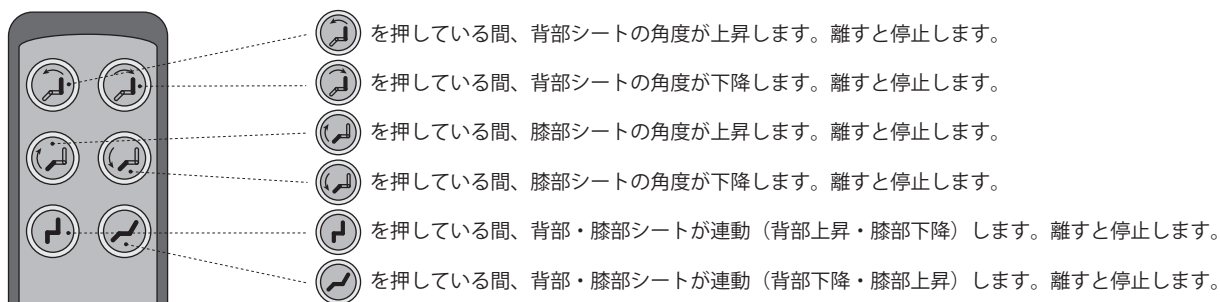 を押している間、背部シートの角度が上昇します。離すと停止します。
を押している間、背部シートの角度が下降します。離すと停止します。
を押している間、膝部シートの角度が上昇します。離すと停止します。
を押している間、膝部シートの角度が下降します。離すと停止します。
を押している間、背部・膝部シートが連動（背部上昇・膝部下降）します。離すと停止します。
を押している間、背部・膝部シートが連動（背部下降・膝部上昇）します。離すと停止します。